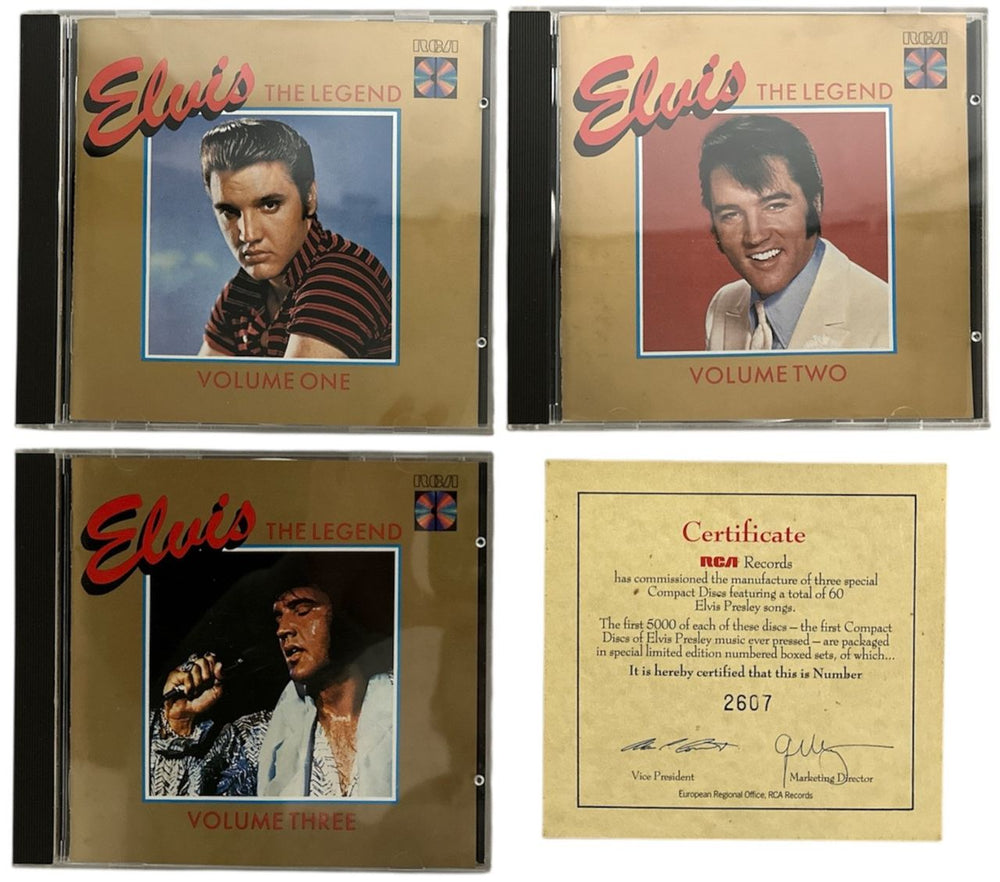 RCA
Elvis THE LEGEND
VOLUME ONE
RCA
Elvis THE LEGEND
VOLUME TWO
RCA
Elvis THE LEGEND
VOLUME THREE
Certificate
RCA Records
has commissioned the manufacture of three special
Compact Discs featuring a total of 60
Elvis Presley songs.
The first 5000 of each of these discs – the first Compact
Discs of Elvis Presley music ever pressed – are packaged
in special limited edition numbered boxed sets, of which...
It is hereby certified that this is Number
2607
Vice President
Marketing Director
European Regional Office, RCA Records